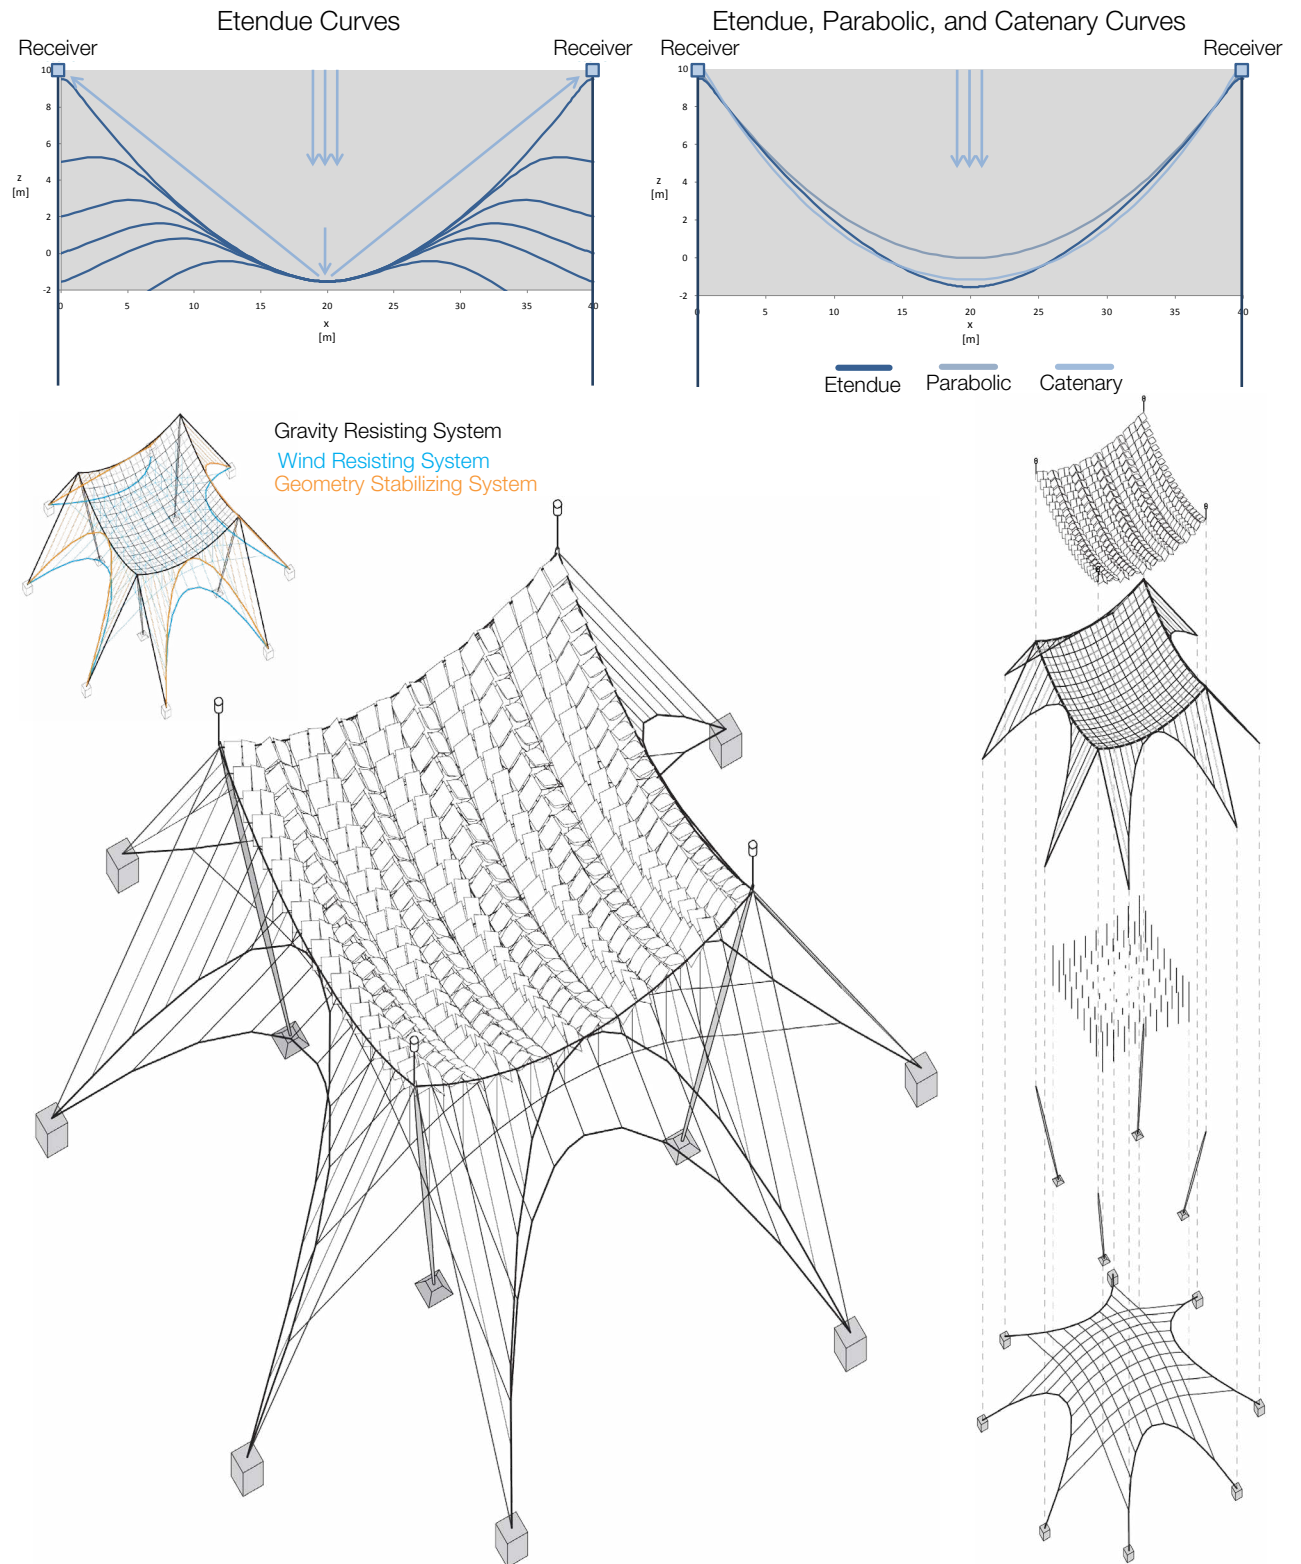 Etendue Curves
Etendue, Parabolic, and Catenary Curves
Receiver
Receiver
Receiver
Receiver
10
8
6
4
2
0
-2
z
[m]
0
5
10
15
20
25
30
35
40
x
[m]
10
8
6
4
2
0
-2
z
[m]
0
5
10
15
20
25
30
35
40
x
[m]
Etendue
Parabolic
Catenary
Gravity Resisting System
Wind Resisting System
Geometry Stabilizing System